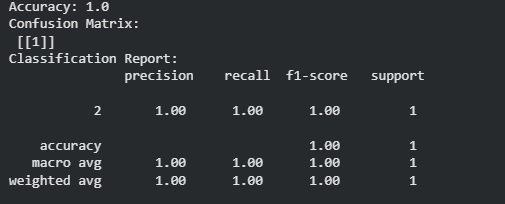 Accuracy: 1.0
Confusion Matrix:
 [[1]]
Classification Report:
              precision    recall  f1-score   support

           2       1.00      1.00      1.00         1

    accuracy                           1.00         1
   macro avg       1.00      1.00      1.00         1
weighted avg       1.00      1.00      1.00         1